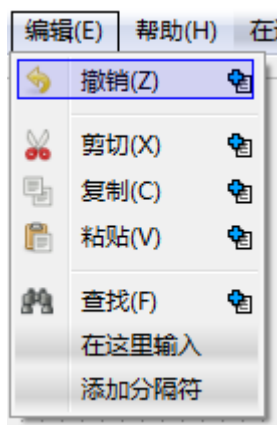 编辑(E) 帮助(H) 在
撤销(Z)
剪切(X)
复制(C)
粘贴(V)
查找(F)
在这里输入
添加分隔符